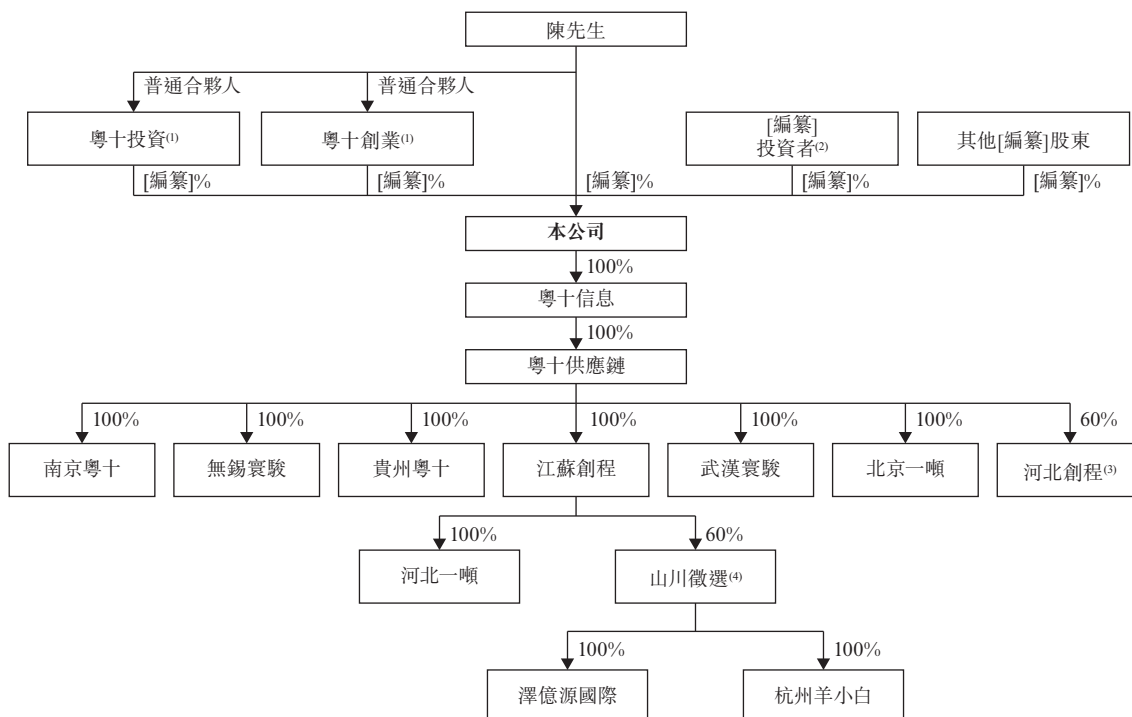 陳先生
普通合夥人
普通合夥人
粵十投資(1)
粵十創業(1)
[編纂]
投資者(2)
其他[編纂]股東
[編纂]%
[編纂]%
[編纂]%
[編纂]%
[編纂]%
本公司
100%
粵十信息
100%
粵十供應鏈
100%
100%
100%
100%
100%
100%
60%
南京粵十
無錫寰駿
貴州粵十
江蘇創程
武漢寰駿
北京一噸
河北創程(3)
100%
60%
河北一噸
山川徵選(4)
100%
100%
澤億源國際
杭州羊小白